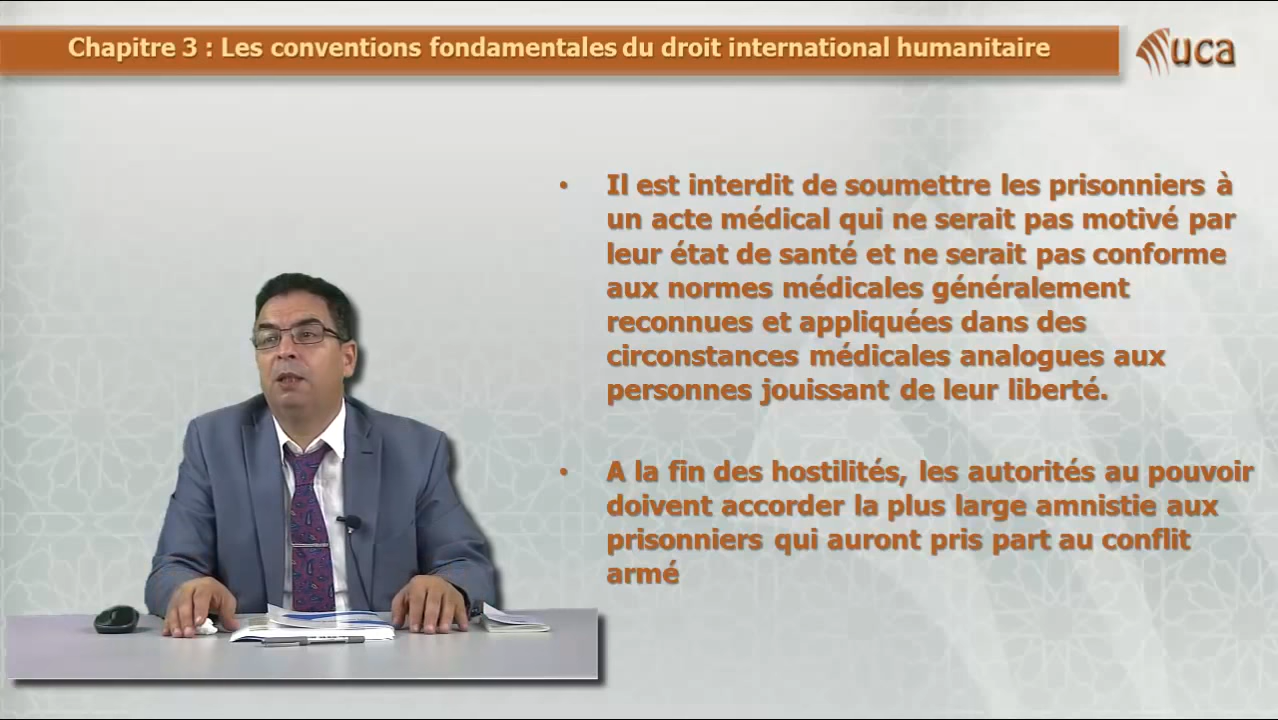 Chapitre 3 : Les conventions fondamentales du droit international humanitaire
uca
• Il est interdit de soumettre les prisonniers à
un acte médical qui ne serait pas motivé par
leur état de santé et ne serait pas conforme
aux normes médicales généralement
reconnues et appliquées dans des
circonstances médicales analogues aux
personnes jouissant de leur liberté.
• A la fin des hostilités, les autorités au pouvoir
doivent accorder la plus large amnistie aux
prisonniers qui auront pris part au conflit
armé